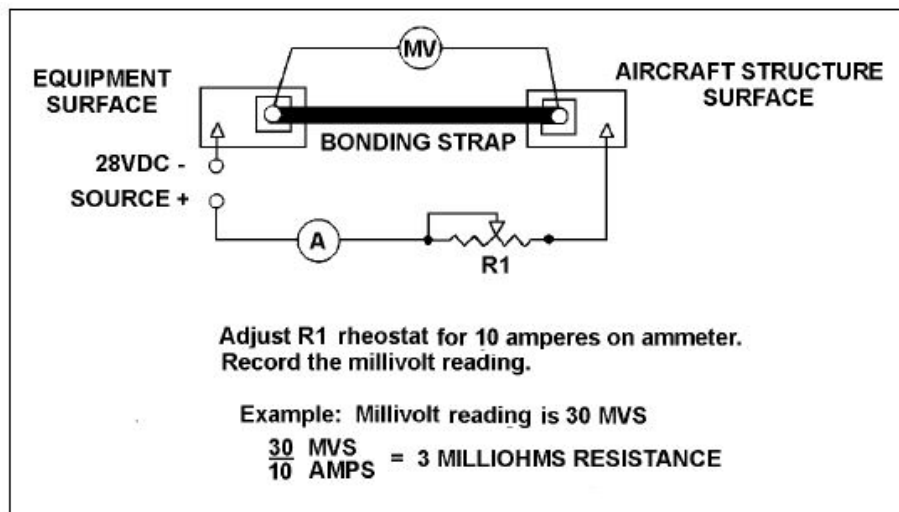 MV
EQUIPMENT
SURFACE
AIRCRAFT STRUCTURE
SURFACE
BONDING STRAP
28VDC -
SOURCE +
A
R1
Adjust R1 rheostat for 10 amperes on ammeter.
Record the millivolt reading.
Example: Millivolt reading is 30 MVS
30 MVS
10 AMPS = 3 MILLIOHMS RESISTANCE